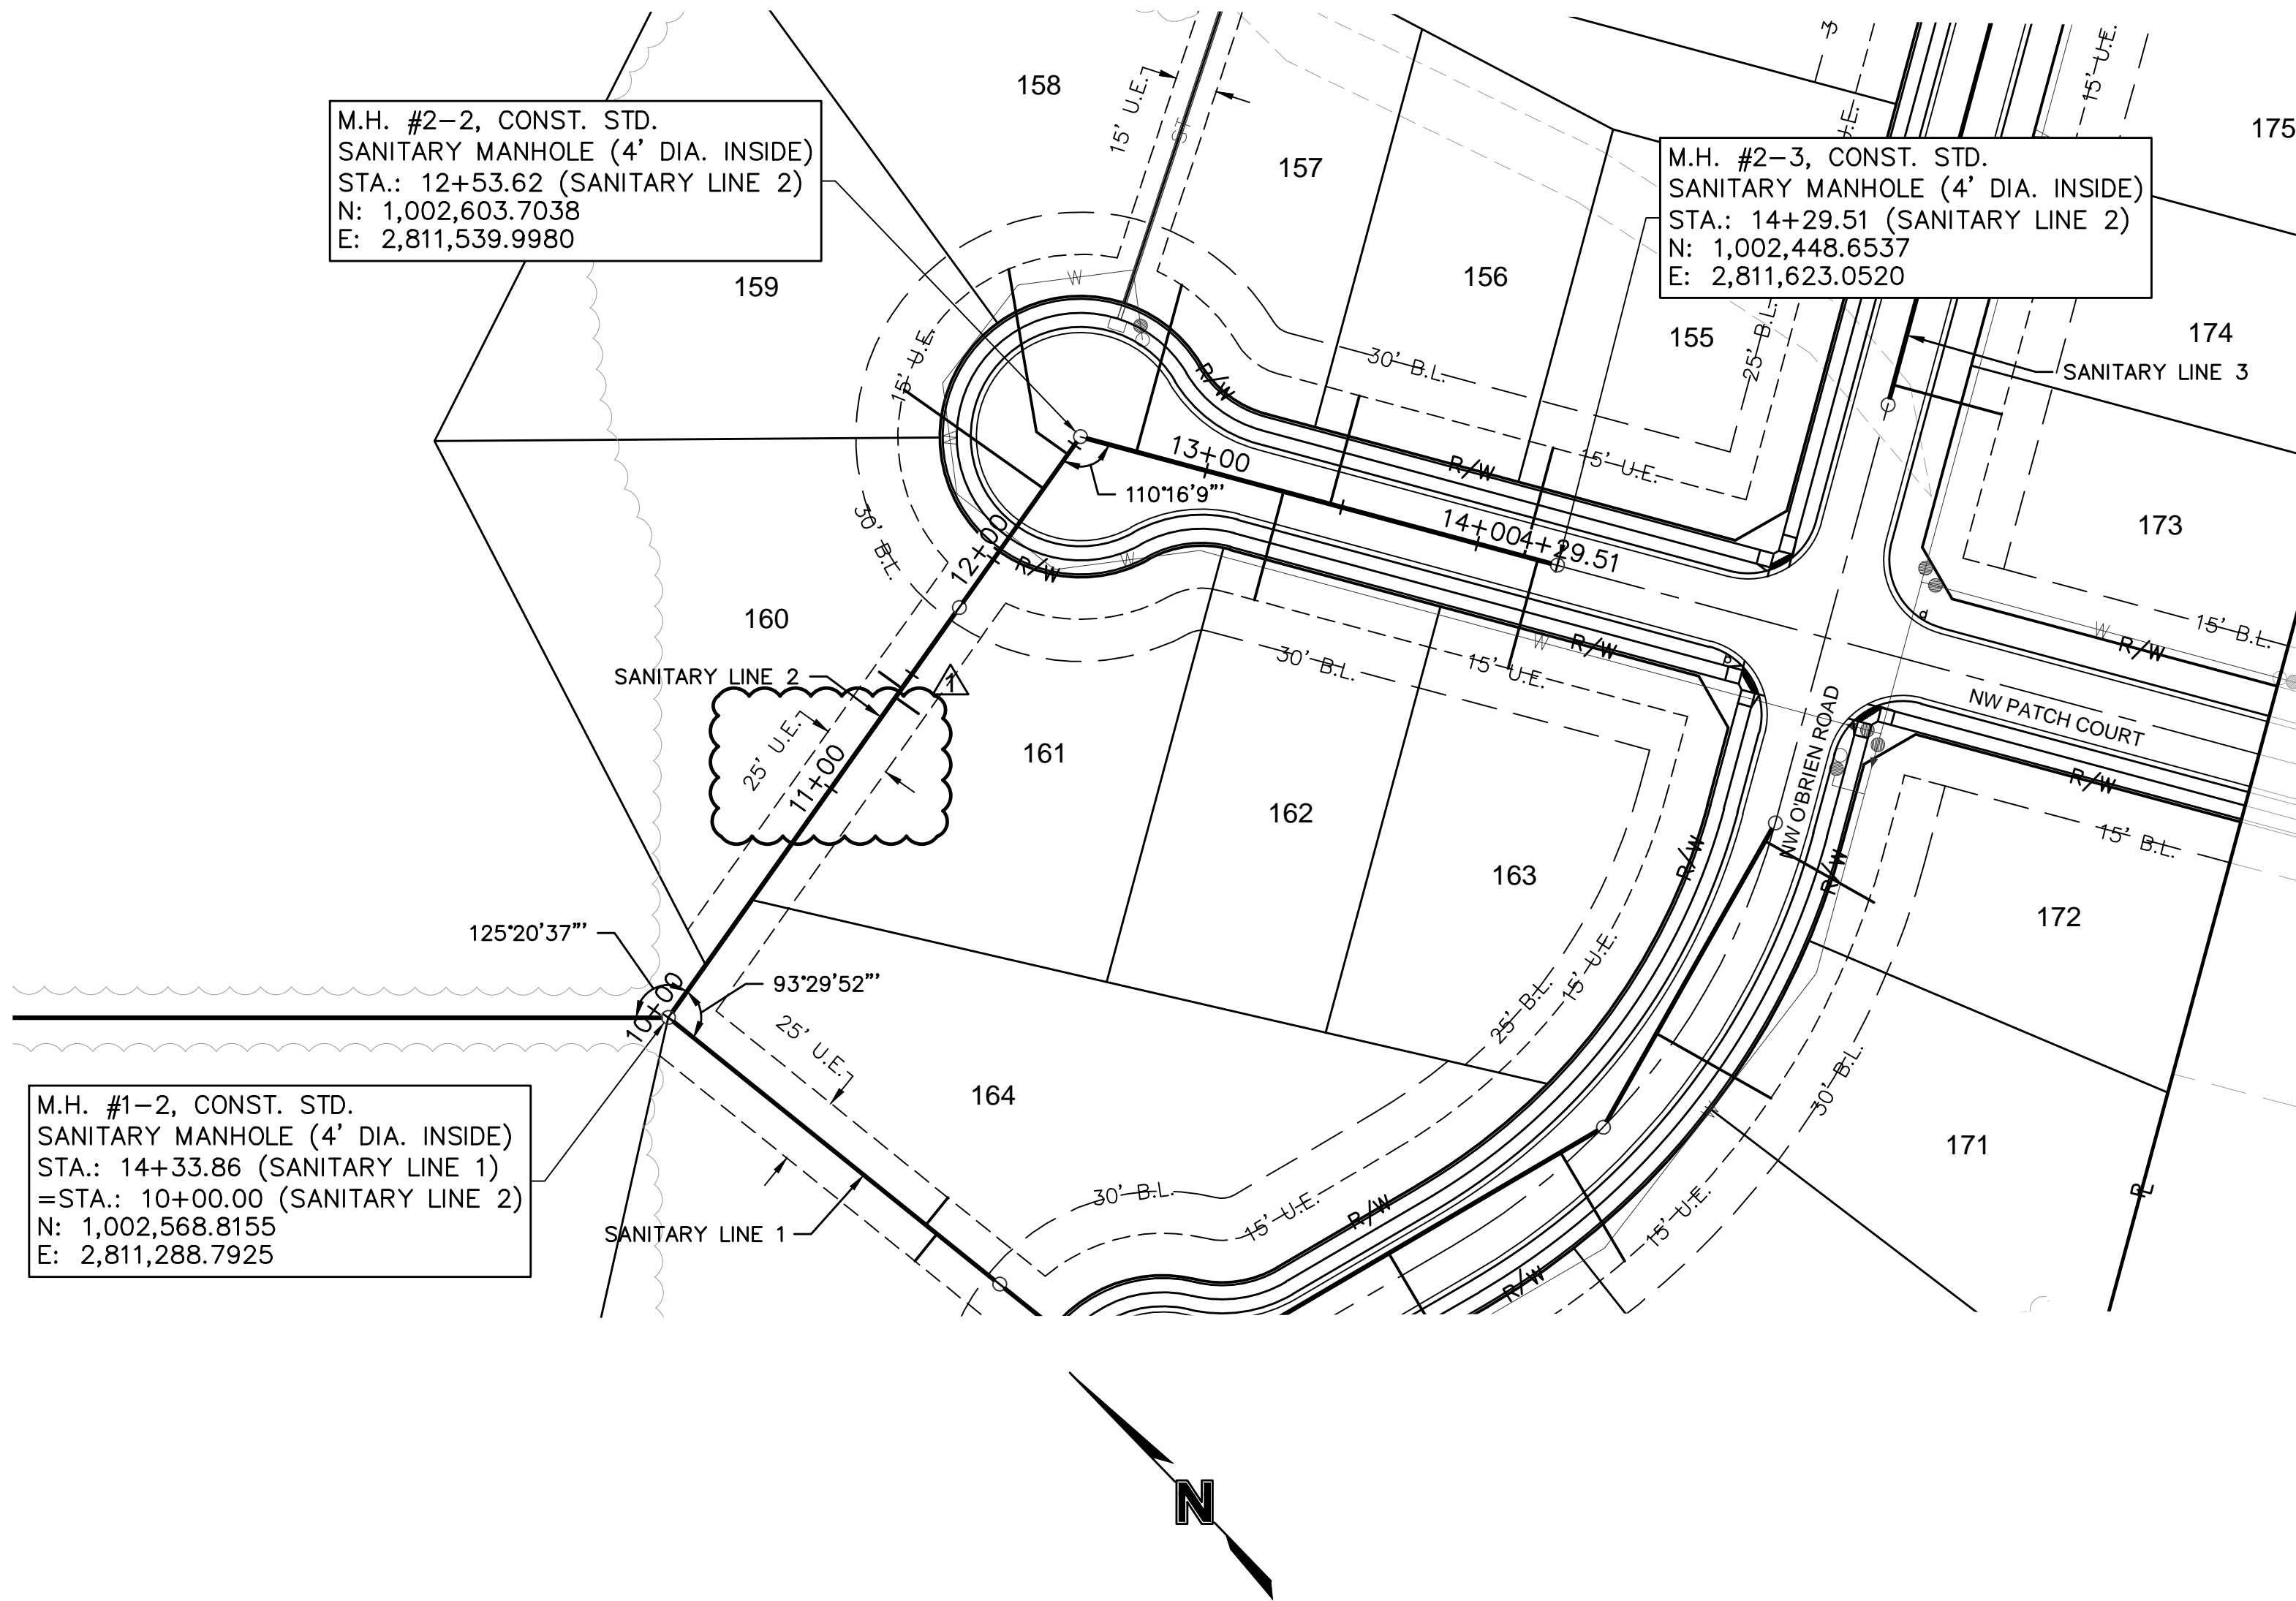 M.H. #2-2, CONST. STD.
SANITARY MANHOLE (4' DIA. INSIDE)
STA.: 12+53.62 (SANITARY LINE 2)
N: 1,002,603.7038
E: 2,811,539.9980
M.H. #2-3, CONST. STD.
SANITARY MANHOLE (4' DIA. INSIDE)
STA.: 14+29.51 (SANITARY LINE 2)
N: 1,002,448.6537
E: 2,811,623.0520
158
15' U.E.
ST
157
15' U.E.
175
159
W
156
155
25' B.L.
174
SANITARY LINE 3
15' U.E.
R/W
30' B.L.
W
13+00
R/W
15' U.E.
110°16'9"'
30' B.L.
12+00
R/W
W
14+00
4+29.51
173
160
W
R/W
30' B.L.
15' U.E.
W
R/W
15' B.L.
SANITARY LINE 2
1
25' U.E.
11+00
161
162
163
R/W
NW O'BRIEN ROAD
NW PATCH COURT
R/W
R/W
15' B.L.
172
125°20'37"'
93°29'52"'
10+00
25' U.E.
25' B.L.
15' U.E.
164
30' B.L.
W
171
M.H. #1-2, CONST. STD.
SANITARY MANHOLE (4' DIA. INSIDE)
STA.: 14+33.86 (SANITARY LINE 1)
=STA.: 10+00.00 (SANITARY LINE 2)
N: 1,002,568.8155
E: 2,811,288.7925
SANITARY LINE 1
30' B.L.
15' U.E.
R/W
15' U.E.
R/W
PL
N